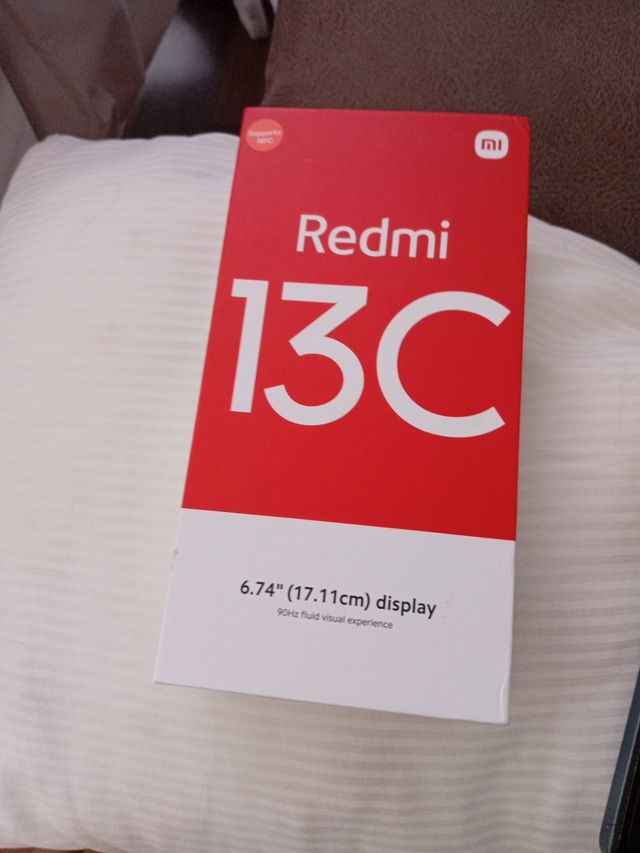 Supports
NFC
mi
Redmi
13C
6.74" (17.11cm) display
90Hz fluid visual experience